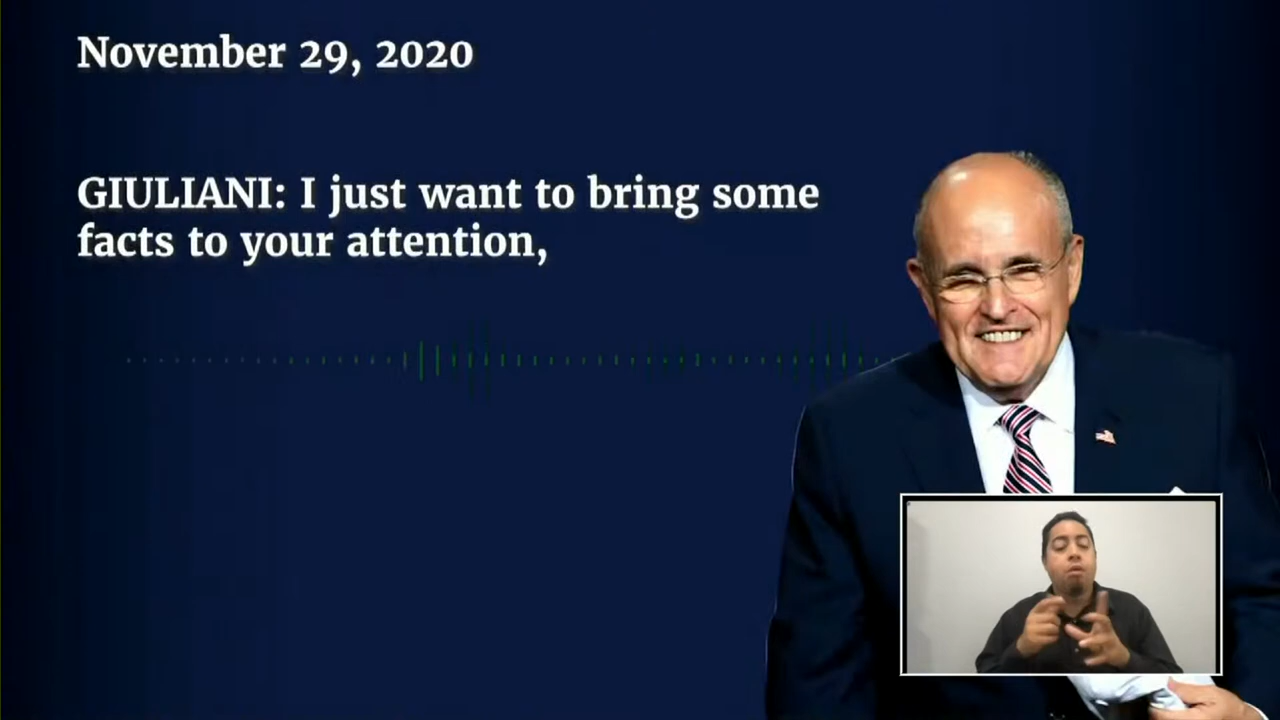 November 29, 2020
GIULIANI: I just want to bring some
facts to your attention,